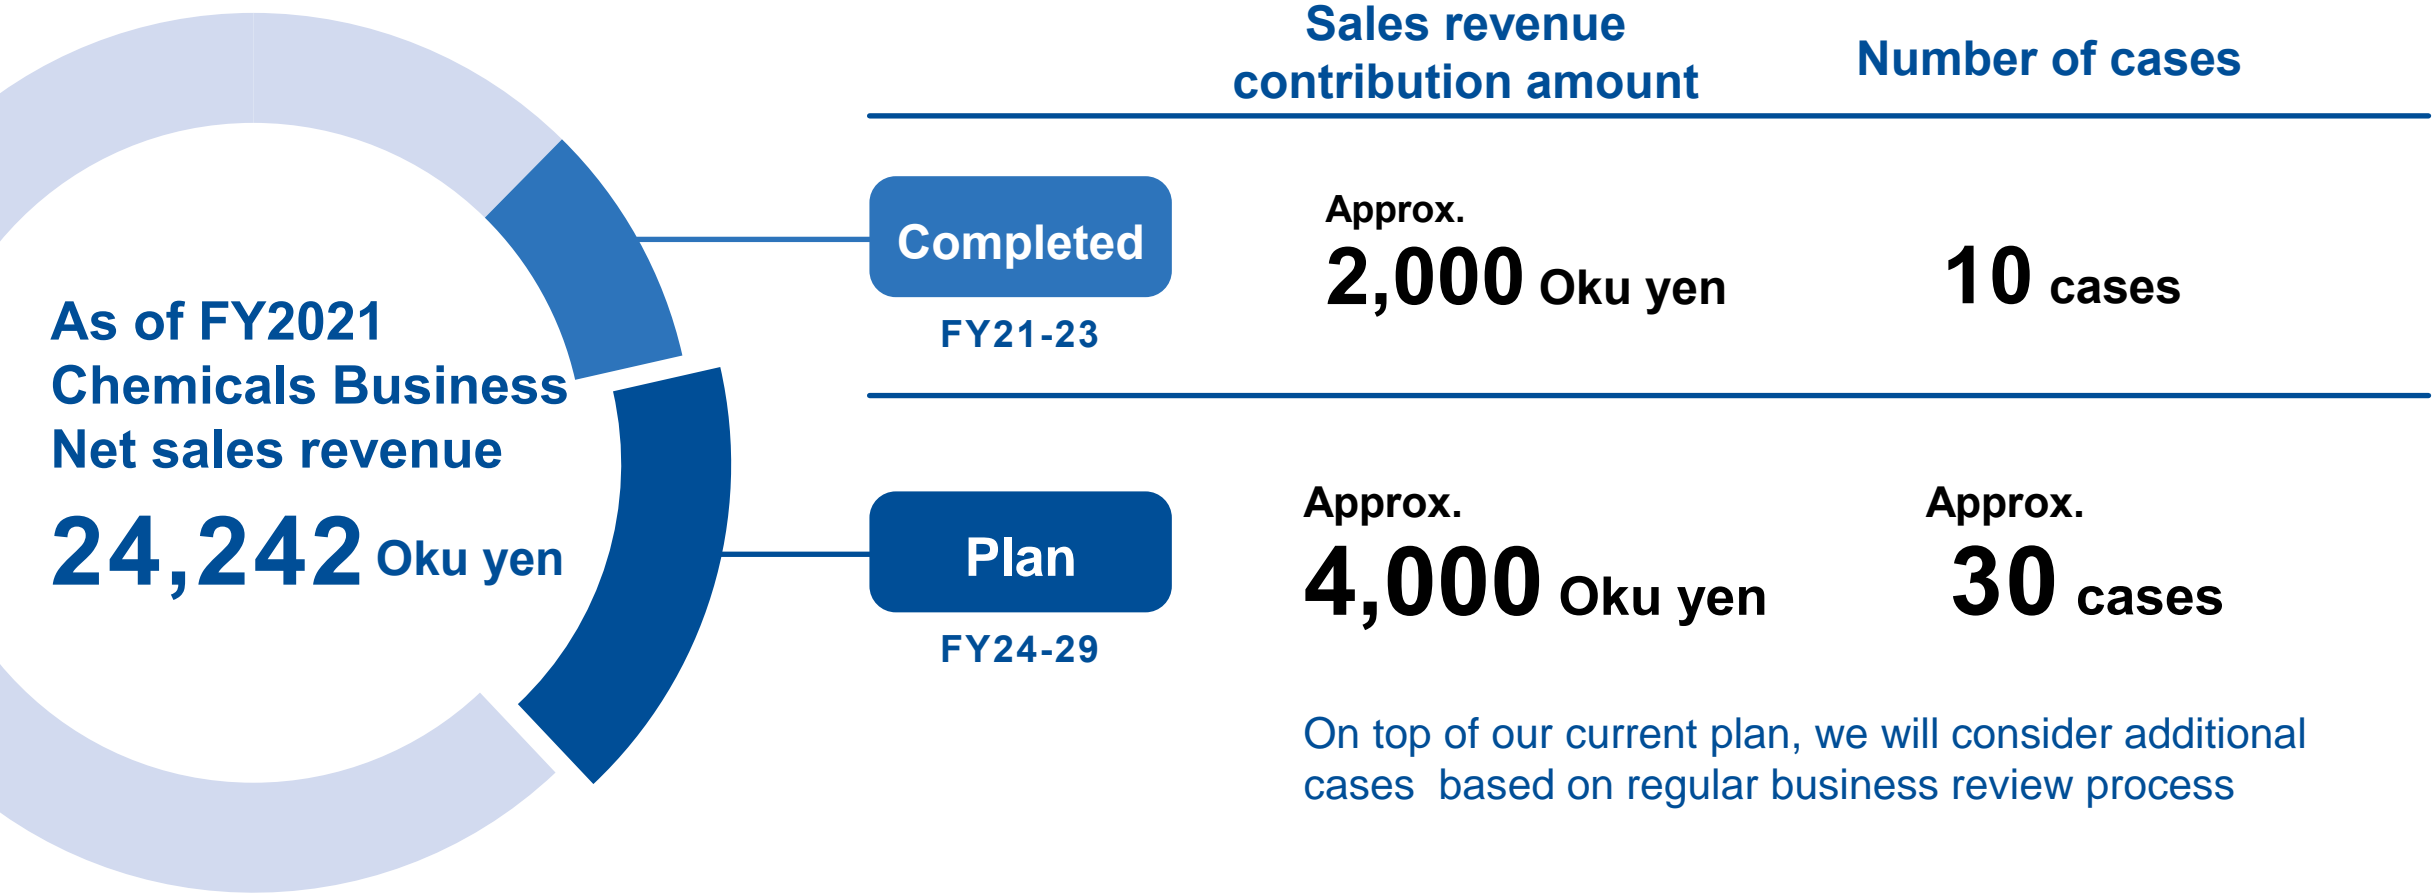 As of FY2021
Chemicals Business
Net sales revenue
24,242 Oku yen
Sales revenue
contribution amount
Number of cases
Completed
FY21-23
Approx.
2,000 Oku yen
10 cases
Plan
FY24-29
Approx.
4,000 Oku yen
Approx.
30 cases
On top of our current plan, we will consider additional
cases  based on regular business review process